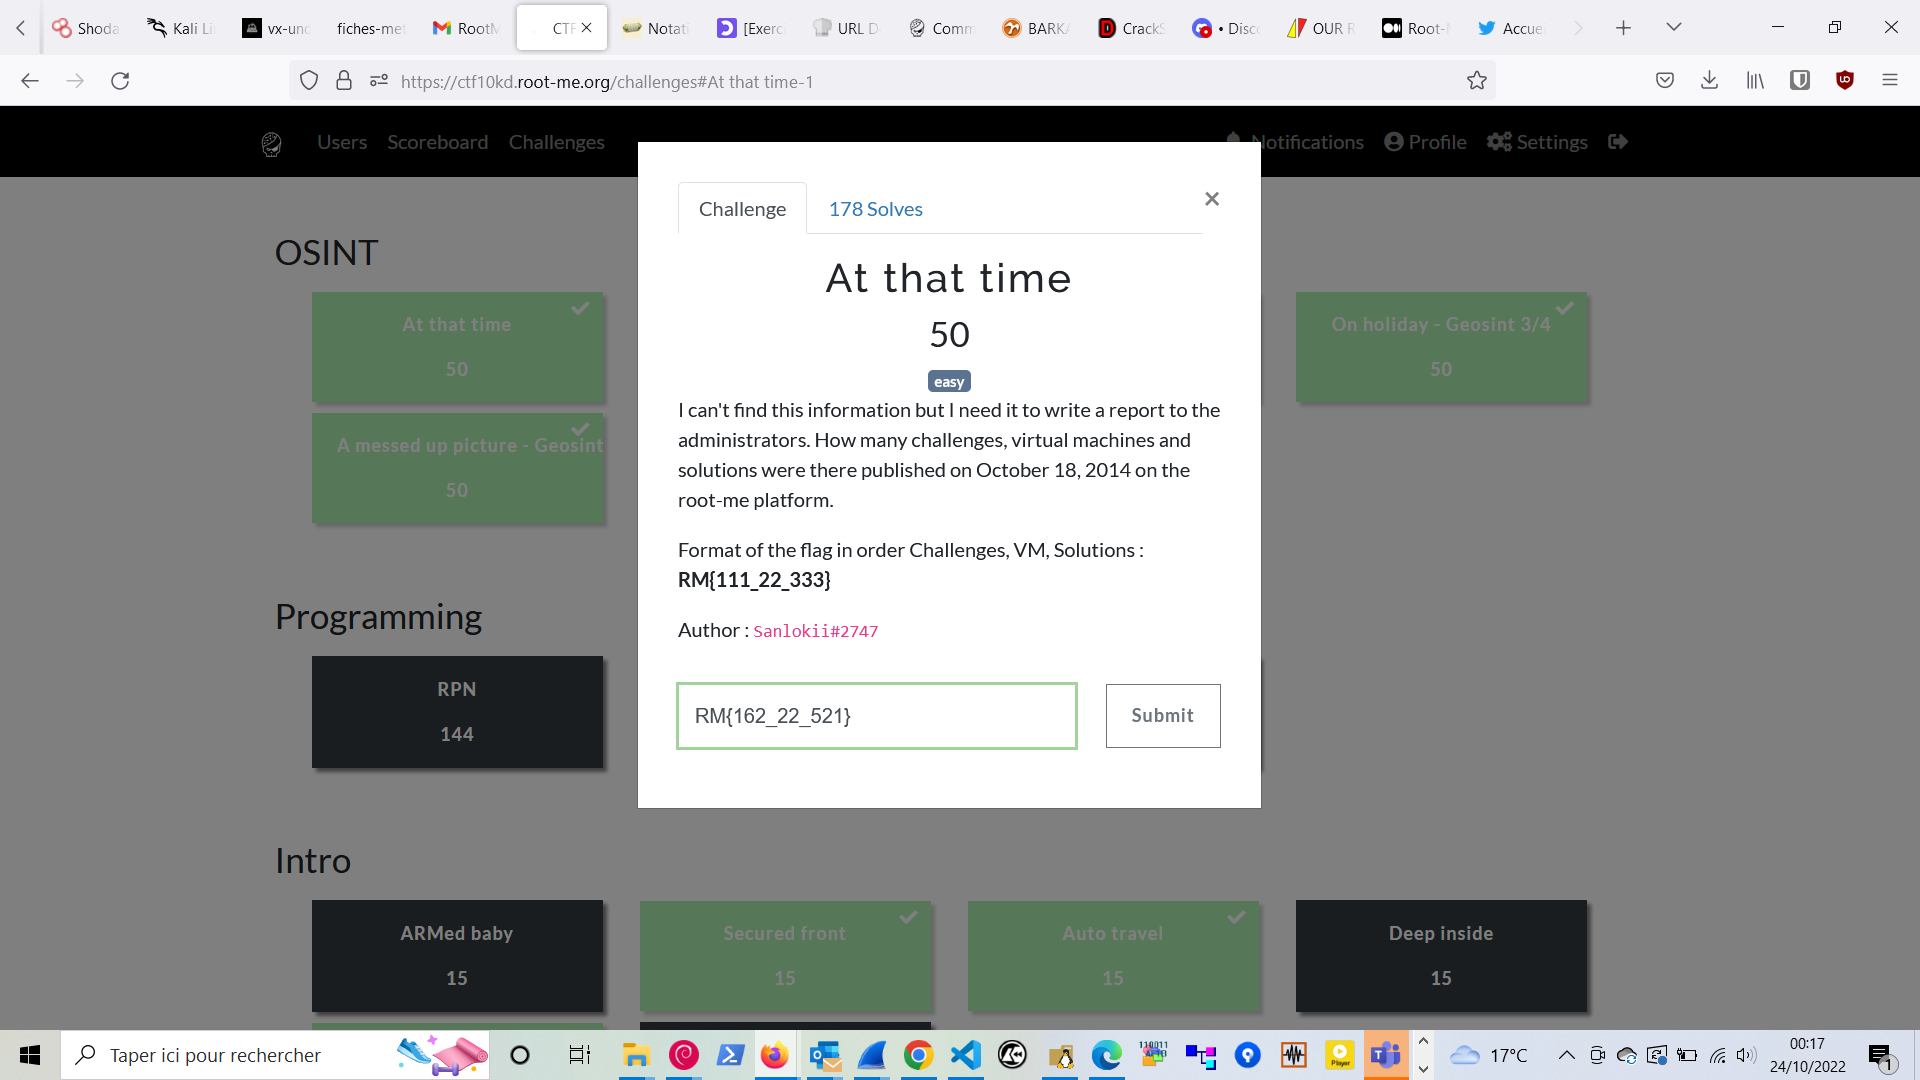 Shoda
Kali Li
vx-unc
fiches-met
RootM
CTF
Notati
[Exerc
URL D
Comm
BARKA
CrackS
• Disc
OUR R
Root-
Accue
https://ctf10kd.root-me.org/challenges#At that time-1
Users
Scoreboard
Challenges
Notifications
Profile
Settings
Challenge
178 Solves
×
At that time
50
easy
I can't find this information but I need it to write a report to the
administrators. How many challenges, virtual machines and
solutions were there published on October 18, 2014 on the
root-me platform.
Format of the flag in order Challenges, VM, Solutions :
RM{111_22_333}
Author : Sanlokii#2747
RM{162_22_521}
Submit
OSINT
At that time
50
On holiday - Geosint 3/4
50
A messed up picture - Geosint
50
Programming
RPN
144
Intro
ARMed baby
15
Secured front
15
Auto travel
15
Deep inside
15
Taper ici pour rechercher
17°C
00:17
24/10/2022
1